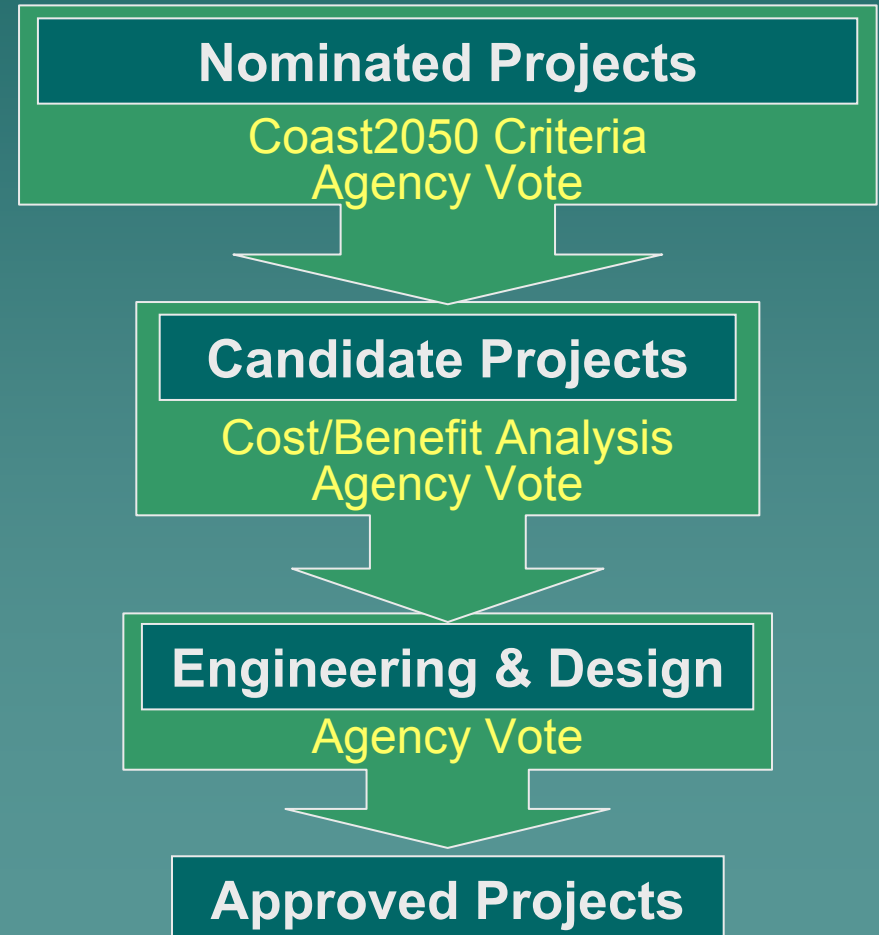 Nominated Projects
Coast2050 Criteria
Agency Vote
Candidate Projects
Cost/Benefit Analysis
Agency Vote
Engineering & Design
Agency Vote
Approved Projects